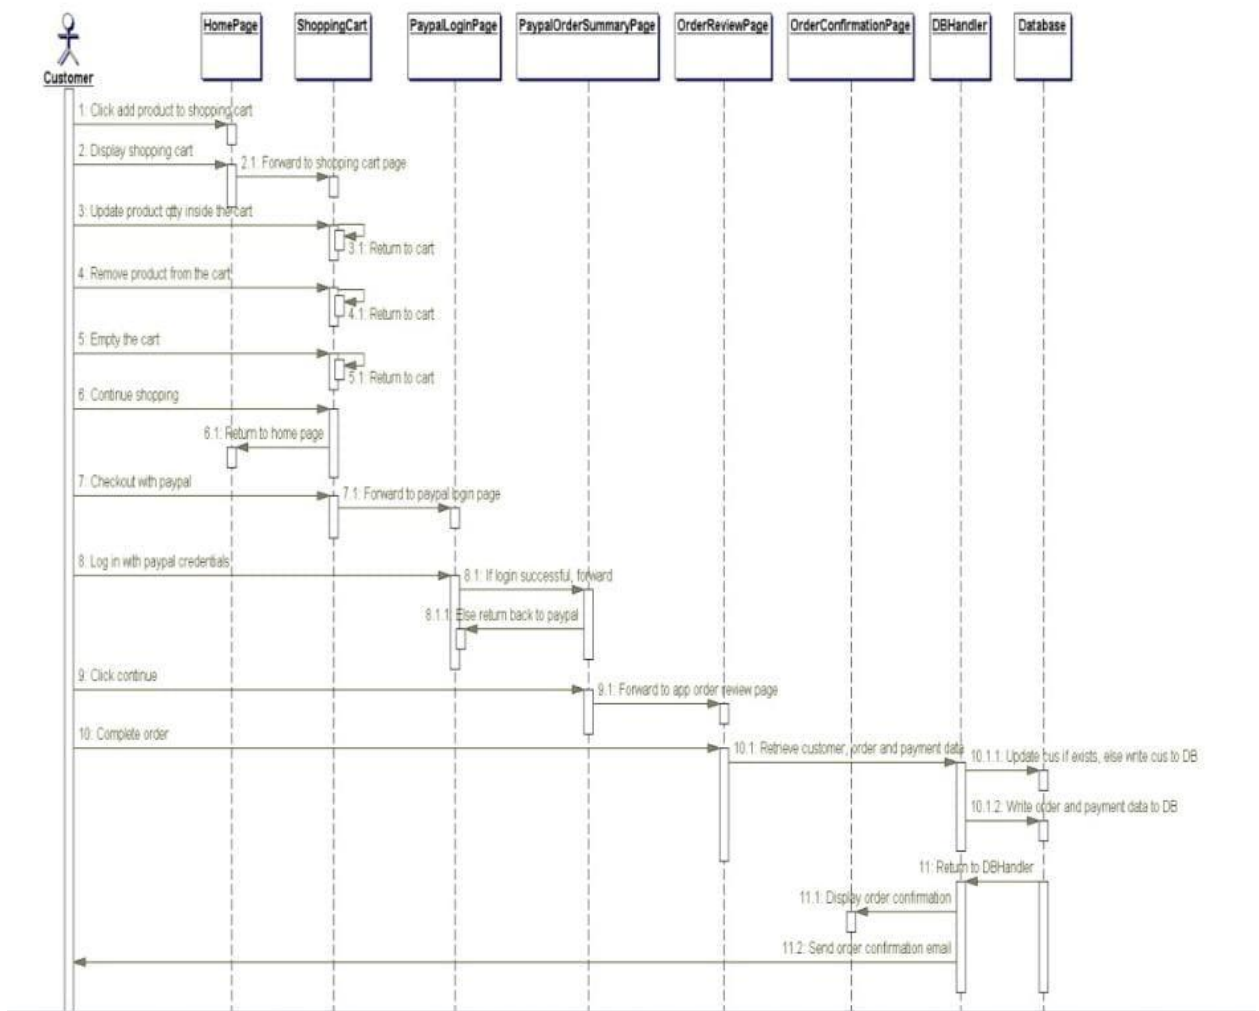 HomePage
ShoppingCart
PaypalLoginPage
PaypalOrderSummaryPage
OrderReviewPage
OrderConfirmationPage
DBHandler
Database
Customer
1: Click add product to shopping cart
2: Display shopping cart
2.1: Forward to shopping cart page
3: Update product qtty inside the cart
3.1: Return to cart
4: Remove product from the cart
4.1: Return to cart
5: Empty the cart
5.1: Return to cart
6: Continue shopping
6.1: Return to home page
7: Checkout with paypal
7.1: Forward to paypal login page
8: Log in with paypal credentials
8.1: If login successful, forward
8.1.1: Else return back to paypal
9: Click continue
9.1: Forward to app order review page
10: Complete order
10.1: Retrieve customer, order and payment data
10.1.1: Update cus if exists, else write cus to DB
10.1.2: Write order and payment data to DB
11: Return to DBHandler
11.1: Display order confirmation
11.2: Send order confirmation email